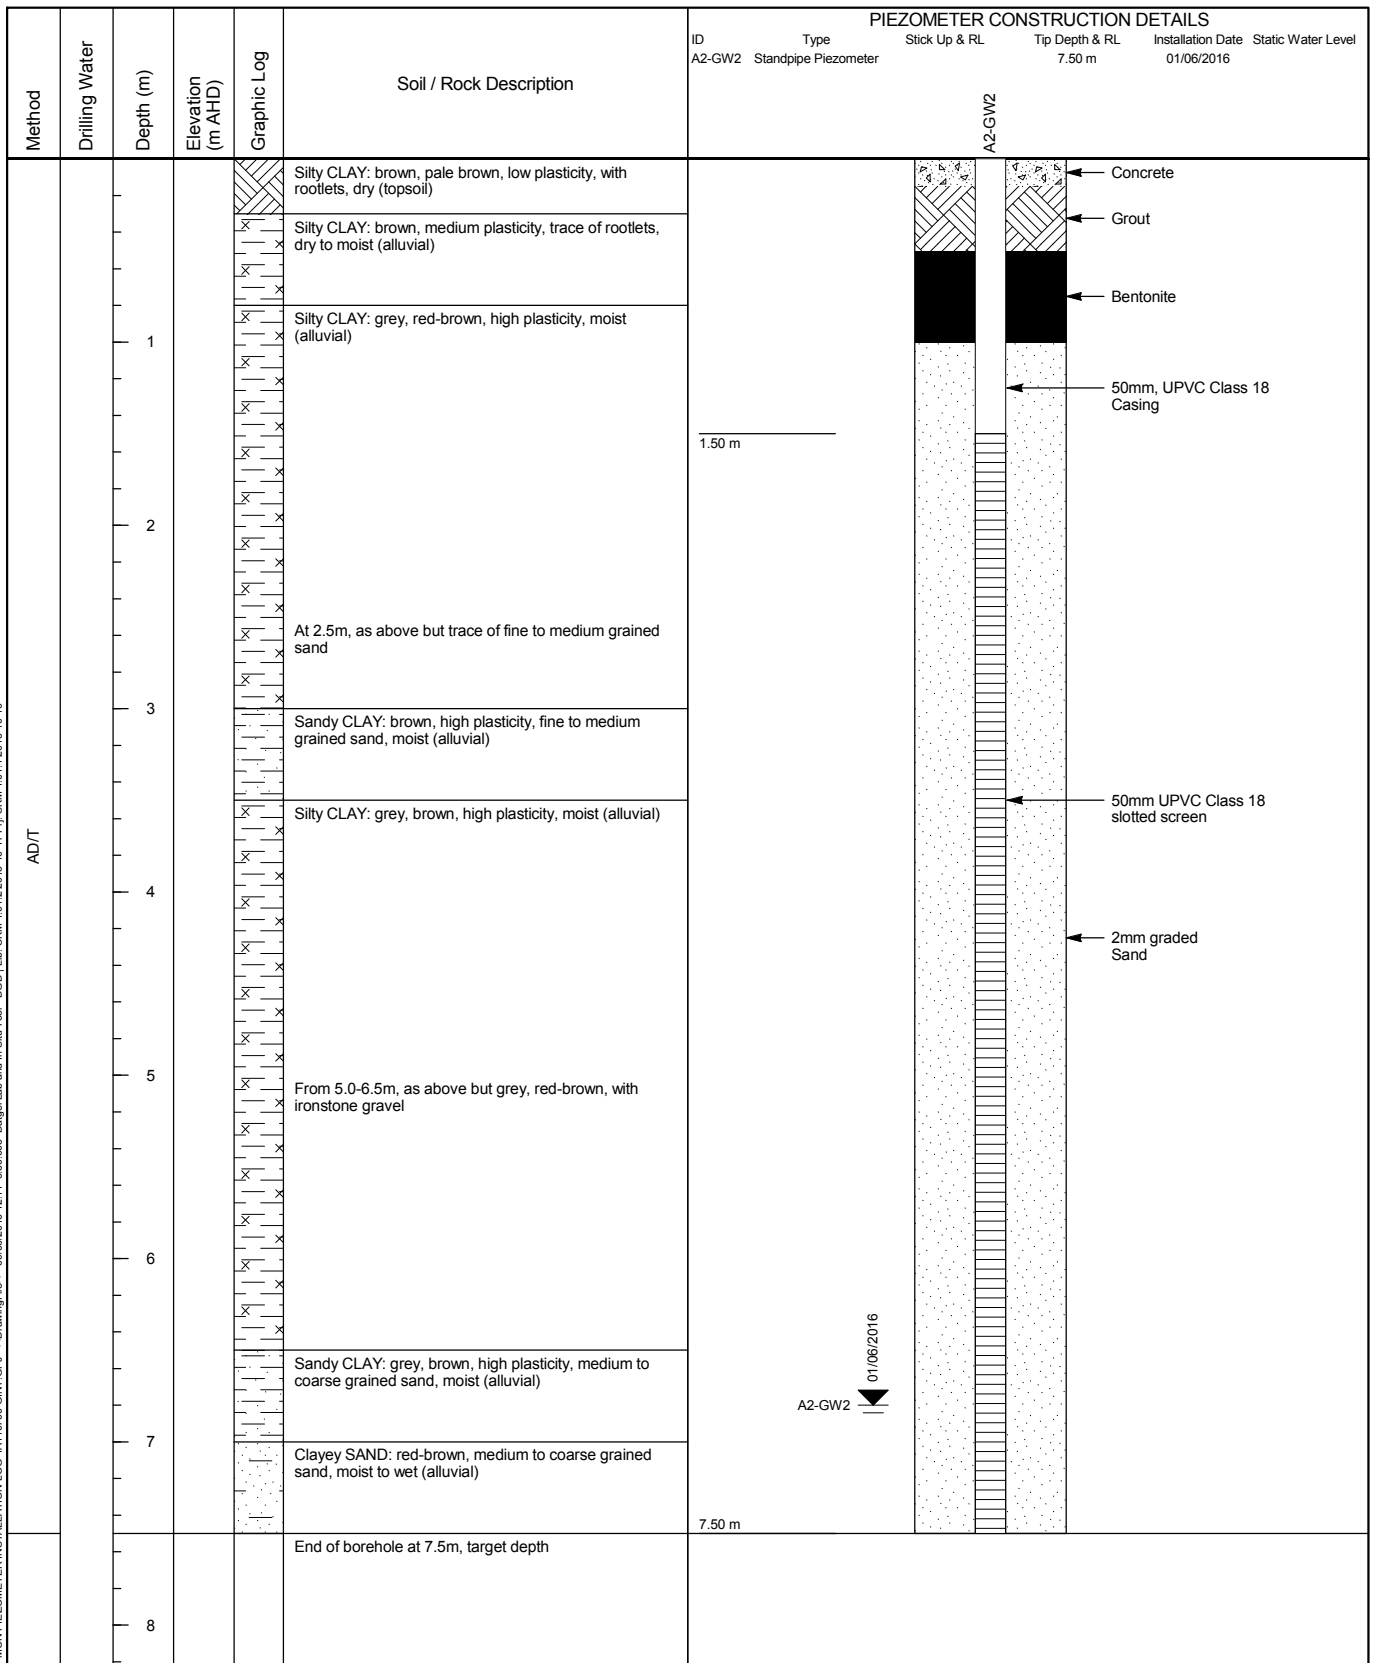 PIEZOMETER CONSTRUCTION DETAILS
ID Type Stick Up & RL Tip Depth & RL Installation Date Static Water Level
A2-GW2 Standpipe Piezometer 7.50 m 01/06/2016
Method
Drilling Water
Depth (m)
Elevation
(m AHD)
Graphic Log
Soil / Rock Description
A2-GW2
Silty CLAY: brown, pale brown, low plasticity, with
rootlets, dry (topsoil)
Concrete
Silty CLAY: brown, medium plasticity, trace of rootlets,
dry to moist (alluvial)
Grout
Bentonite
Silty CLAY: grey, red-brown, high plasticity, moist
(alluvial)
1
50mm, UPVC Class 18
Casing
1.50 m
2
At 2.5m, as above but trace of fine to medium grained
sand
3
Sandy CLAY: brown, high plasticity, fine to medium
grained sand, moist (alluvial)
50mm UPVC Class 18
slotted screen
Silty CLAY: grey, brown, high plasticity, moist (alluvial)
AD/T
4
2mm graded
Sand
5
From 5.0-6.5m, as above but grey, red-brown, with
ironstone gravel
6
01/06/2016
Sandy CLAY: grey, brown, high plasticity, medium to
coarse grained sand, moist (alluvial)
A2-GW2
7
Clayey SAND: red-brown, medium to coarse grained
sand, moist to wet (alluvial)
7.50 m
End of borehole at 7.5m, target depth
8